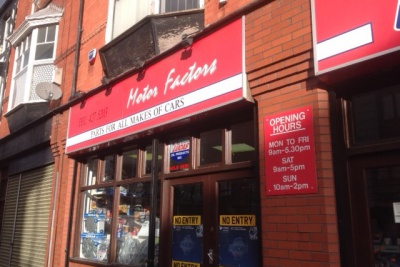 Motor Factors
PARTS FOR ALL MAKES OF CARS
OPENING
HOURS
MON TO FRI
9am-5.30pm
SAT
9am-5pm
SUN
10am-2pm
NO ENTRY
NO ENTRY